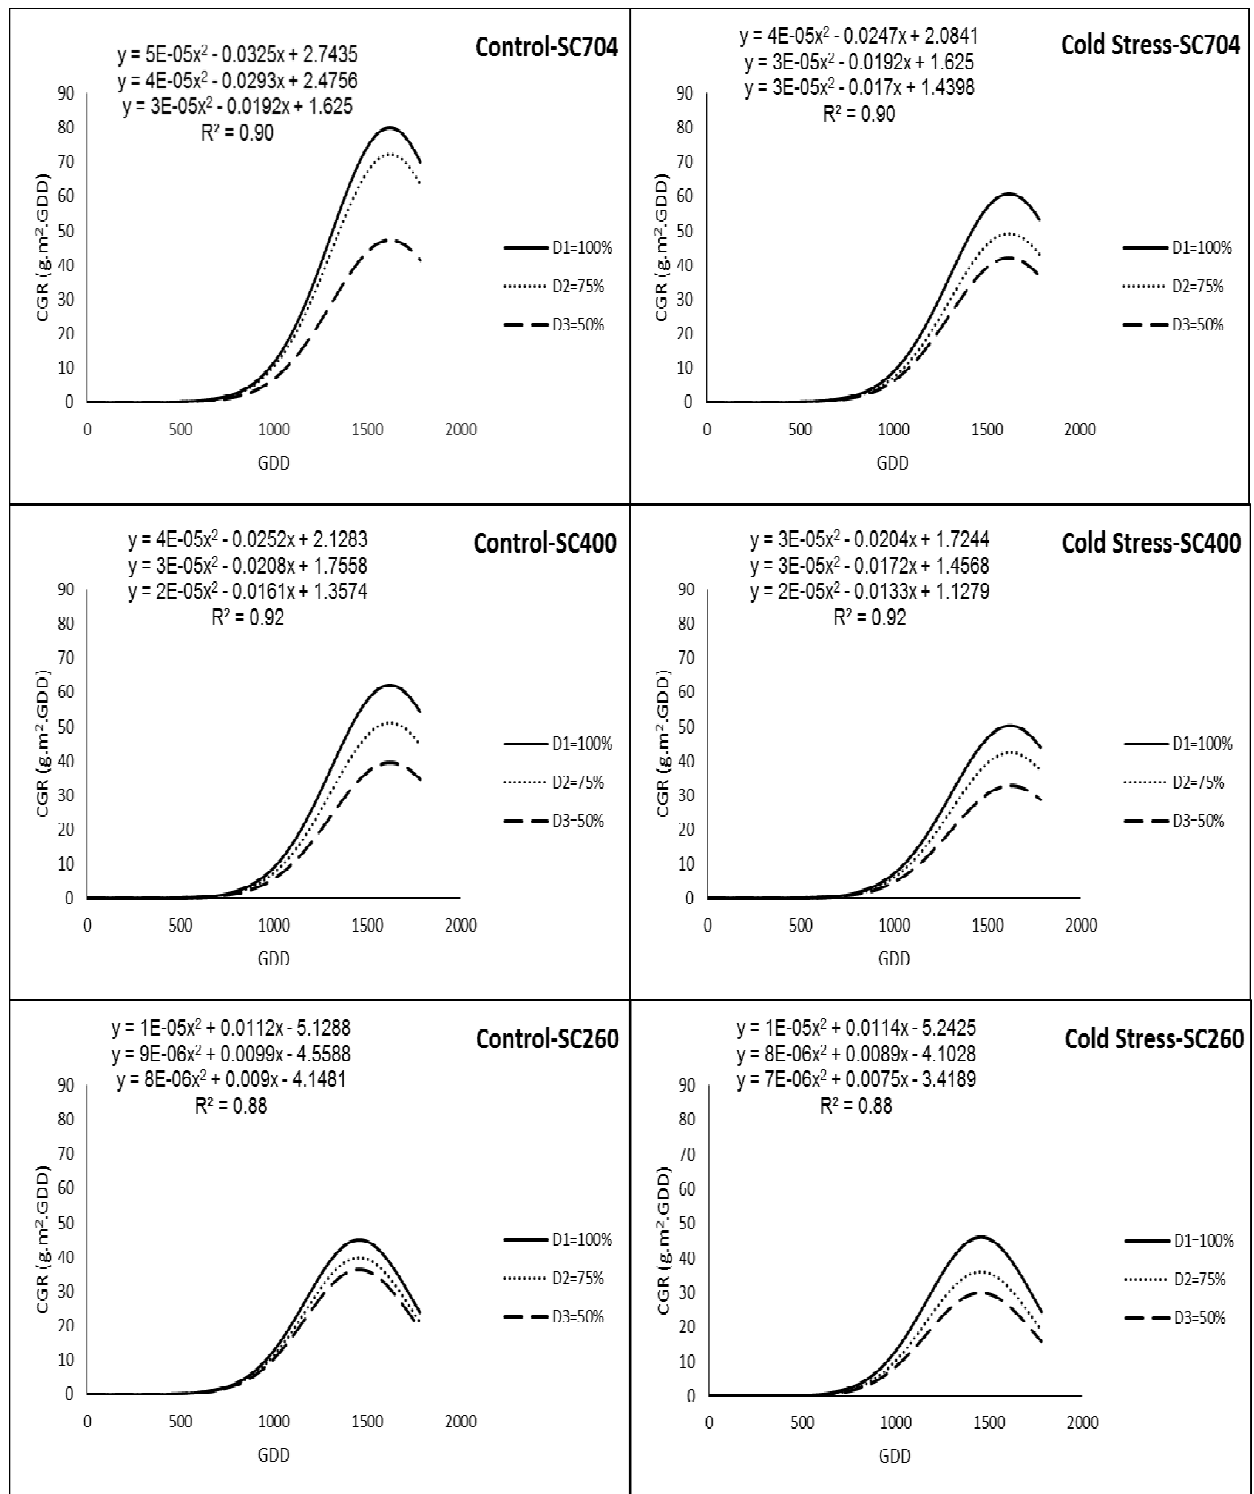 Control-SC704
y = 5E-05x² - 0.0325x + 2.7435
y = 4E-05x² - 0.0293x + 2.4756
y = 3E-05x² - 0.0192x + 1.625
R² = 0.90
CGR (g.m².GDD)
90
80
70
60
50
40
30
20
10
0
0 500 1000 1500 2000
GDD
D1=100%
D2=75%
D3=50%
Cold Stress-SC704
y = 4E-05x² - 0.0247x + 2.0841
y = 3E-05x² - 0.0192x + 1.625
y = 3E-05x² - 0.017x + 1.4398
R² = 0.90
CGR (g.m².GDD)
90
80
70
60
50
40
30
20
10
0
0 500 1000 1500 2000
GDD
D1=100%
D2=75%
D3=50%
Control-SC400
y = 4E-05x² - 0.0252x + 2.1283
y = 3E-05x² - 0.0208x + 1.7558
y = 2E-05x² - 0.0161x + 1.3574
R² = 0.92
CGR (g.m².GDD)
90
80
70
60
50
40
30
20
10
0
0 500 1000 1500 2000
GDD
D1=100%
D2=75%
D3=50%
Cold Stress-SC400
y = 3E-05x² - 0.0204x + 1.7244
y = 3E-05x² - 0.0172x + 1.4568
y = 2E-05x² - 0.0133x + 1.1279
R² = 0.92
CGR (g.m².GDD)
90
80
70
60
50
40
30
20
10
0
0 500 1000 1500 2000
GDD
D1=100%
D2=75%
D3=50%
Control-SC260
y = 1E-05x² + 0.0112x - 5.1288
y = 9E-06x² + 0.0099x - 4.5588
y = 8E-06x² + 0.009x - 4.1481
R² = 0.88
CGR (g.m².GDD)
90
80
70
60
50
40
30
20
10
0
0 500 1000 1500 2000
GDD
D1=100%
D2=75%
D3=50%
Cold Stress-SC260
y = 1E-05x² + 0.0114x - 5.2425
y = 8E-06x² + 0.0089x - 4.1028
y = 7E-06x² + 0.0075x - 3.4189
R² = 0.88
CGR (g.m².GDD)
90
80
70
60
50
40
30
20
10
0
0 500 1000 1500 2000
GDD
D1=100%
D2=75%
D3=50%